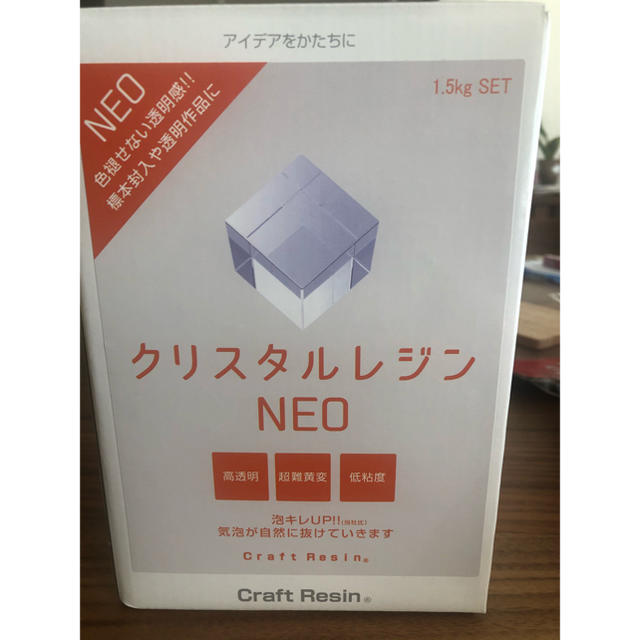 アイデアをかたちに
NEO
色褪せない透明感!!
標本封入や透明作品に
1.5kg SET
クリスタルレジン
NEO
高透明
超難黄変
低粘度
泡キレUP!!(当社比)
気泡が自然に抜けていきます
Craft Resin®
Craft Resin®